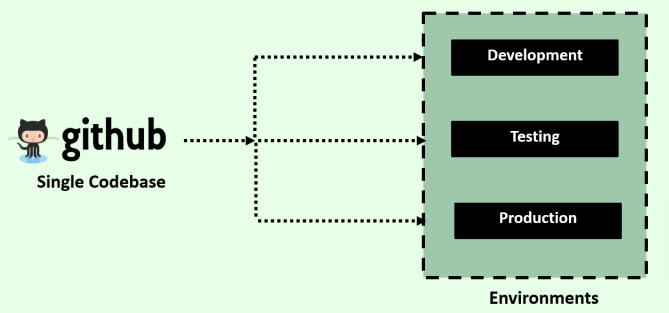 github
Single Codebase
Development
Testing
Production
Environments